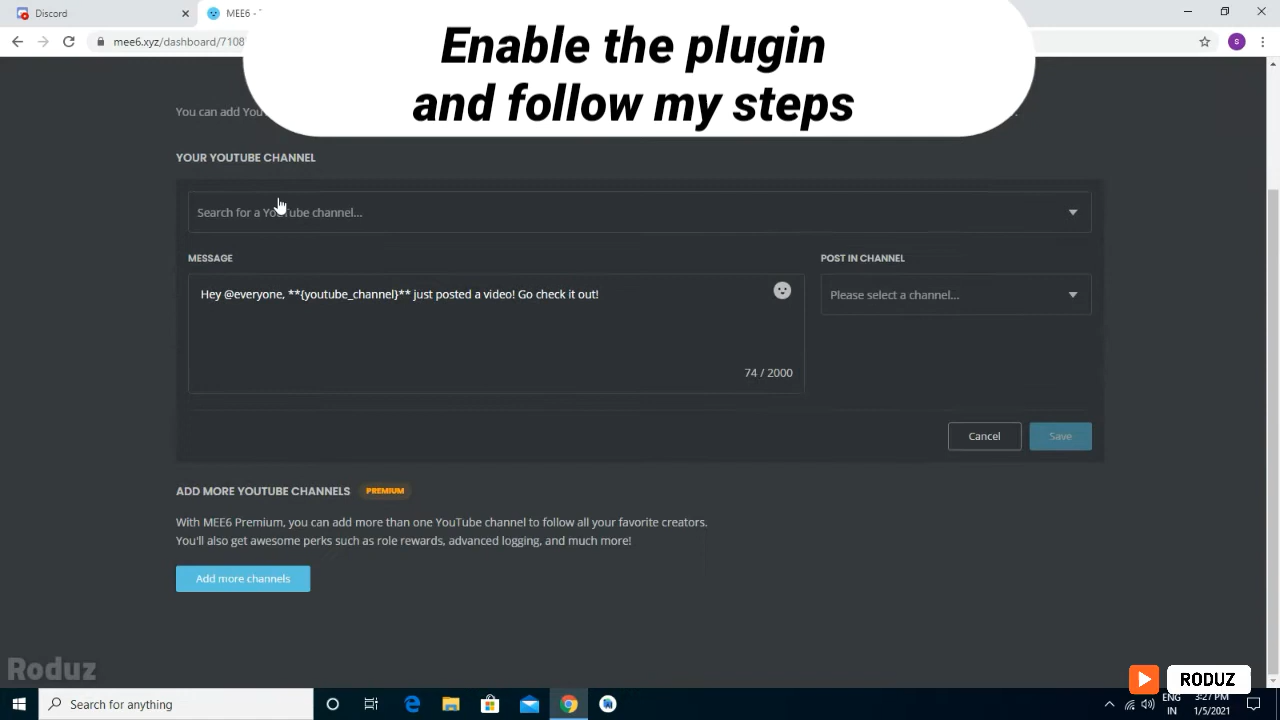 Discord
MEE6 -
mee6.xyz/dashboard/7108
S
Enable the plugin
and follow my steps
You can add You
YOUR YOUTUBE CHANNEL
Search for a YouTube channel...
MESSAGE
POST IN CHANNEL
Hey @everyone, **{youtube_channel}** just posted a video! Go check it out!
Please select a channel...
74 / 2000
Cancel
Save
ADD MORE YOUTUBE CHANNELS PREMIUM
With MEE6 Premium, you can add more than one YouTube channel to follow all your favorite creators.
You'll also get awesome perks such as role rewards, advanced logging, and much more!
Add more channels
Roduz
RODUZ
Search for anything
ENG
IN
3:27 PM
1/5/2021